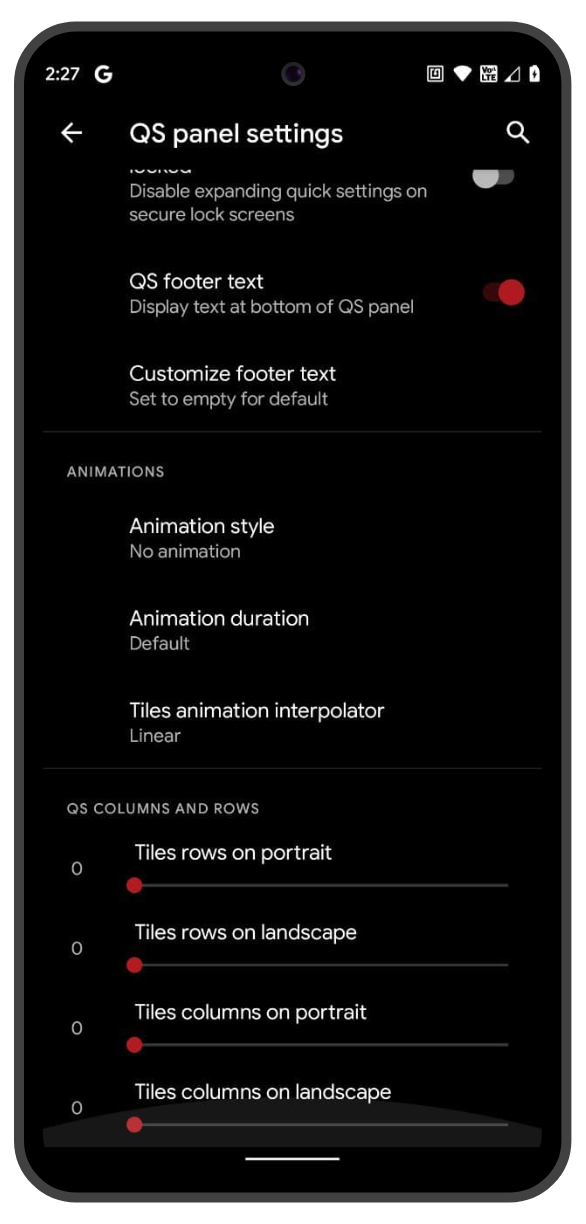 2:27 G
Vo) LTE
QS panel settings
locked
Disable expanding quick settings on
secure lock screens
QS footer text
Display text at bottom of QS panel
Customize footer text
Set to empty for default
ANIMATIONS
Animation style
No animation
Animation duration
Default
Tiles animation interpolator
Linear
QS COLUMNS AND ROWS
Tiles rows on portrait
0
Tiles rows on landscape
0
Tiles columns on portrait
0
Tiles columns on landscape
0